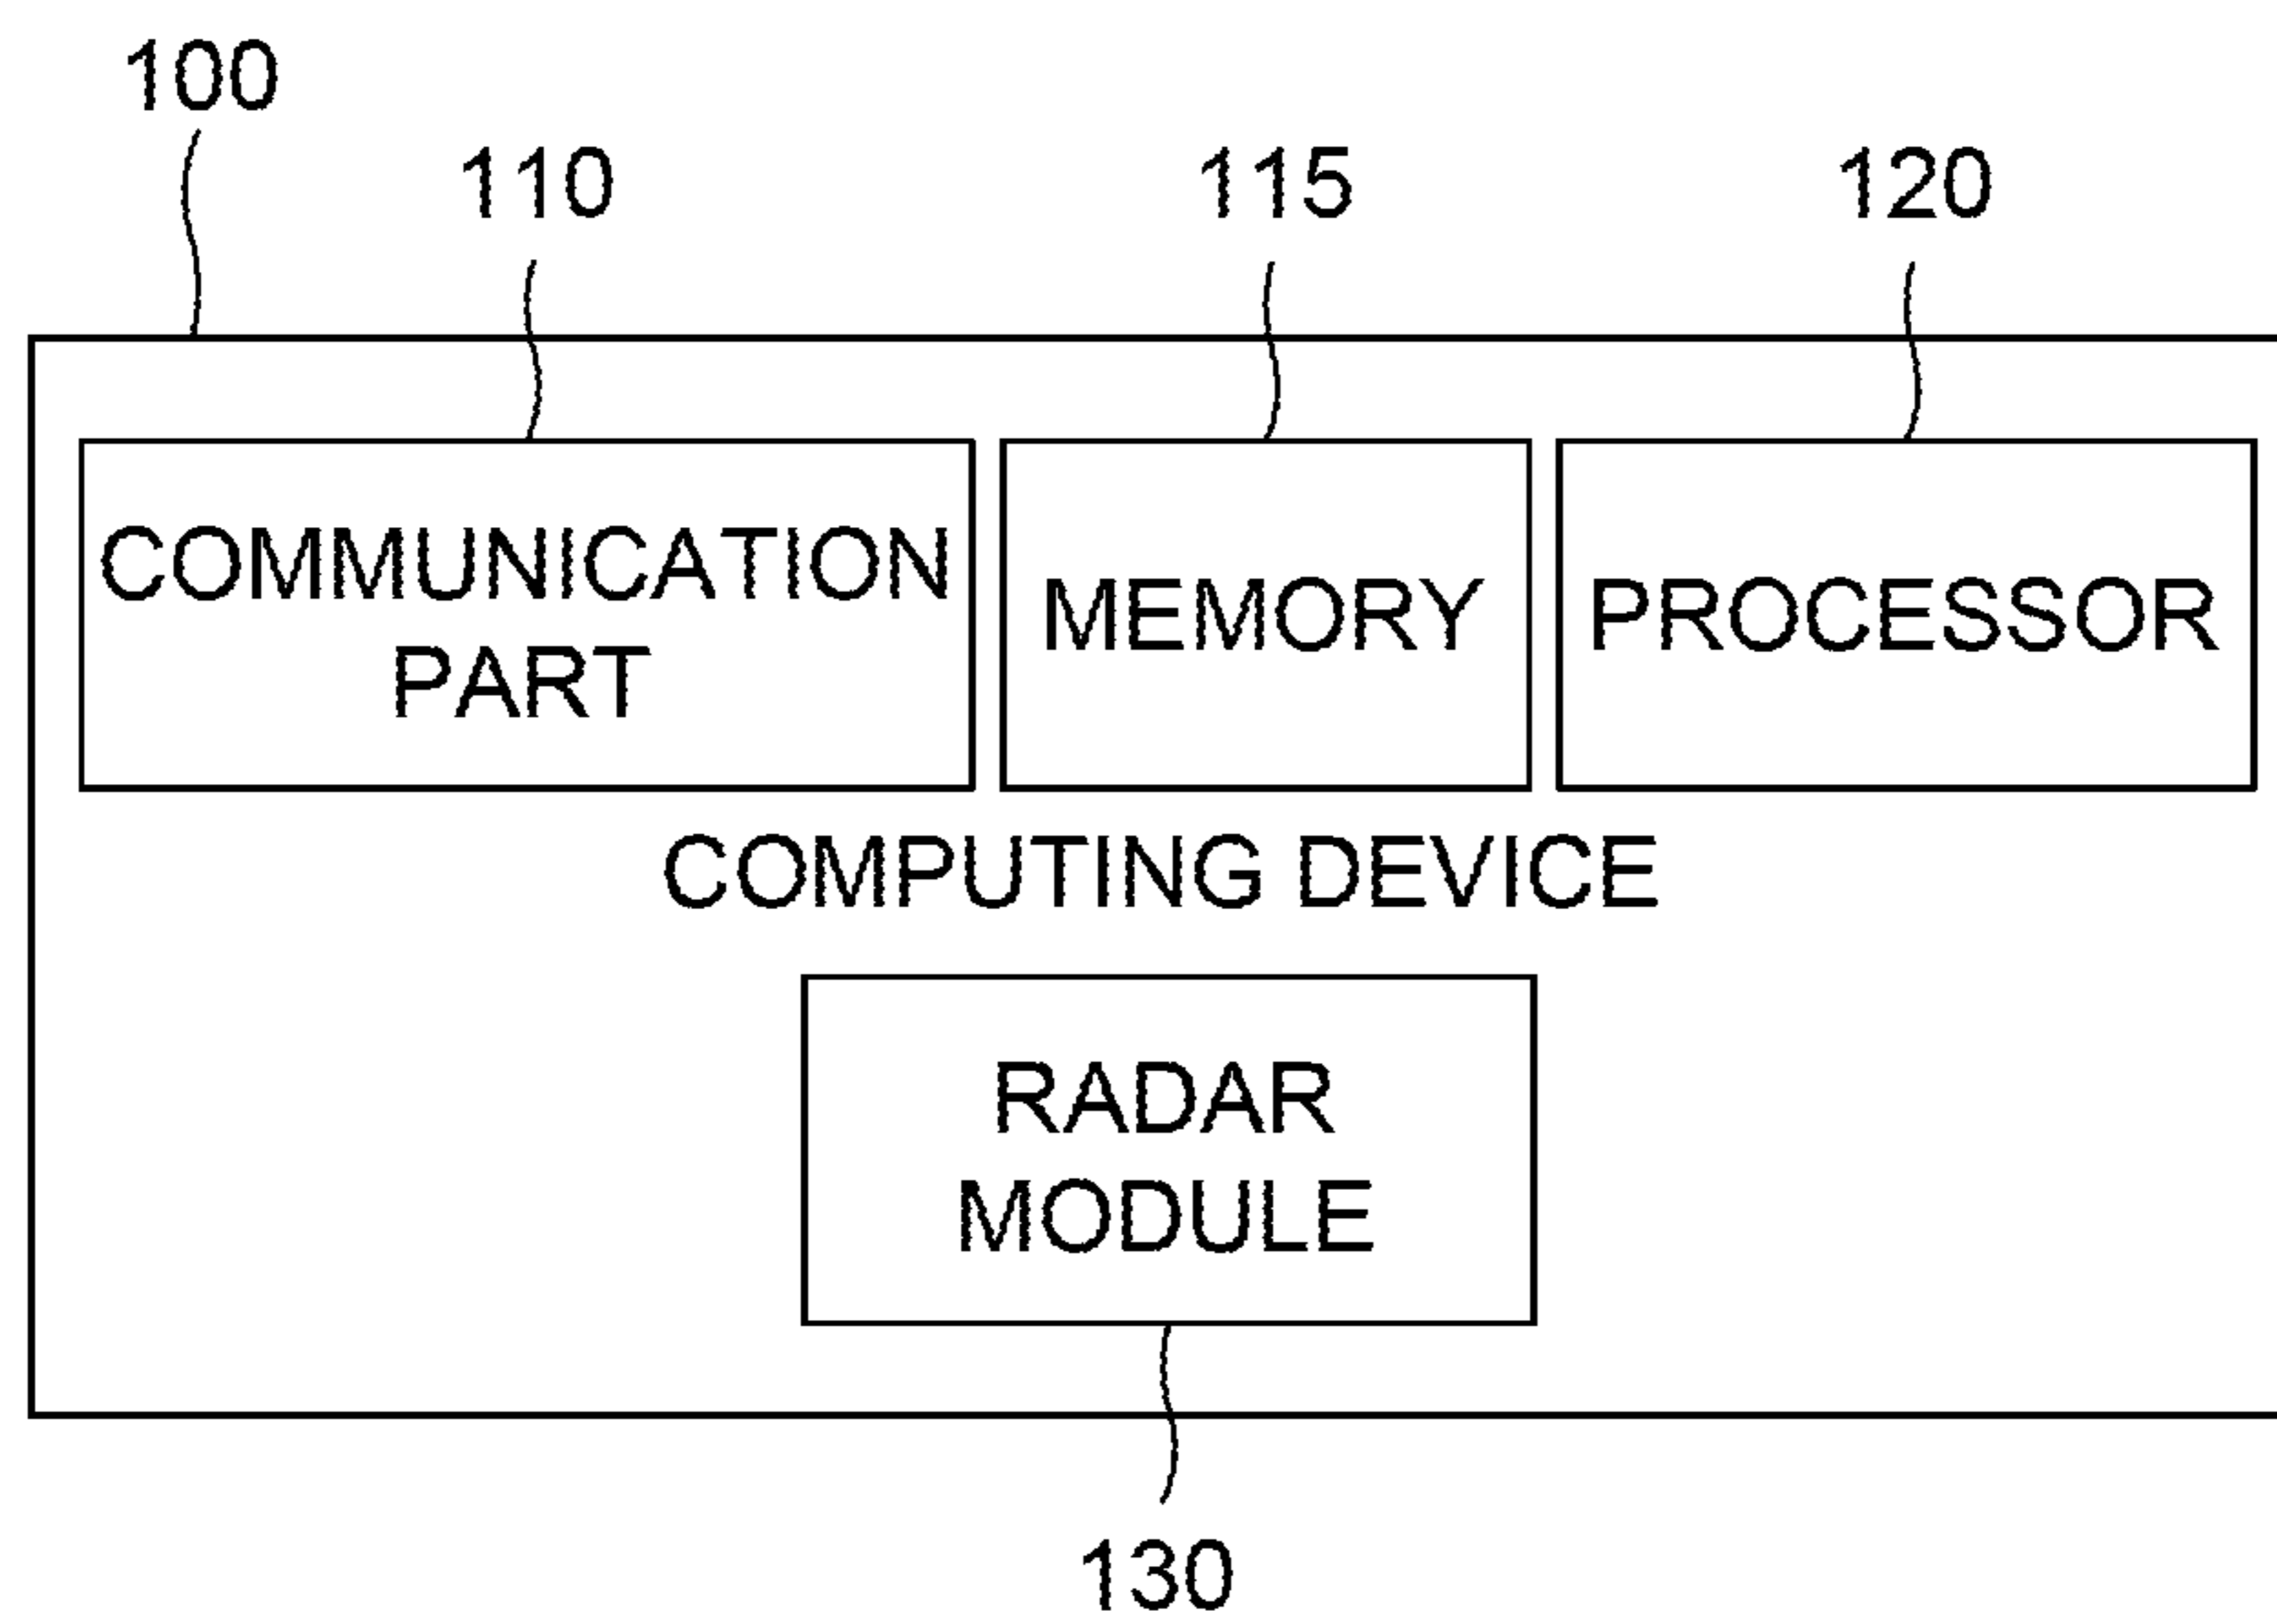 100
110
115
120
COMMUNICATION
PART
MEMORY
PROCESSOR
COMPUTING DEVICE
RADAR
MODULE
130